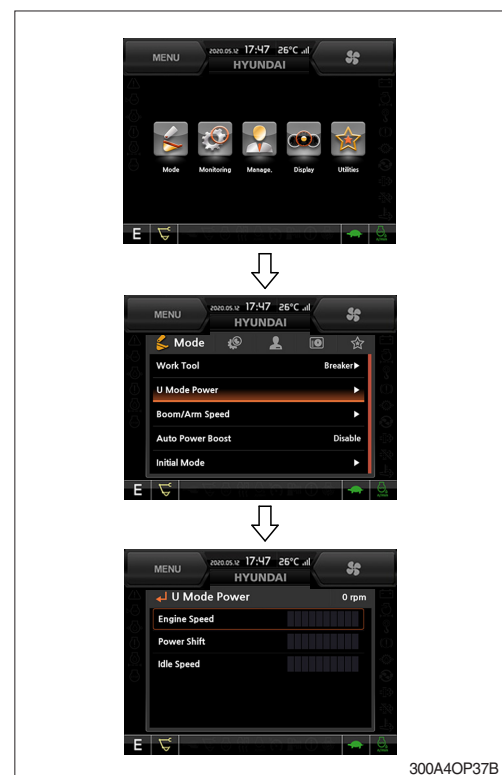 MENU
2020.05.12 17:47 26°C
HYUNDAI
Mode Monitoring Manage. Display Utilities
E
MENU
2020.05.12 17:47 26°C
HYUNDAI
Mode
Work Tool Breaker▶
U Mode Power ▶
Boom/Arm Speed ▶
Auto Power Boost Disable
Initial Mode ▶
E
MENU
2020.05.12 17:47 26°C
HYUNDAI
U Mode Power 0 rpm
Engine Speed
Power Shift
Idle Speed
E
300A4OP37B